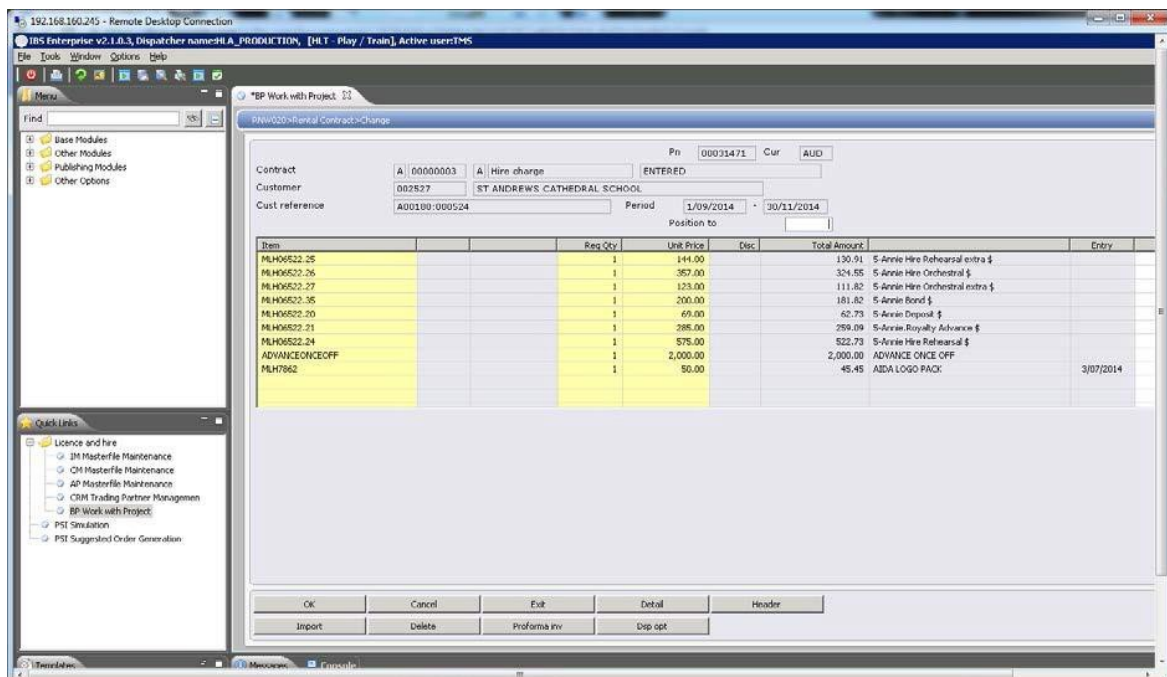 192.168.160.245 - Remote Desktop Connection
IBS Enterprise v2.1.0.3, Dispatcher name:HLA_PRODUCTION, [HLT - Play / Train], Active user:TMS
File Tools Window Options Help
Menu
*BP Work with Project
Find
RNW020>Rental Contract>Change
Base Modules
Other Modules
Publishing Modules
Other Options
Pn 00031471 Cur AUD
Contract A 00000003 A Hire charge ENTERED
Customer 002527 ST ANDREWS CATHEDRAL SCHOOL
Cust reference A00180:000524 Period 1/09/2014 - 30/11/2014
Position to
Item Req Qty Unit Price Disc Total Amount Entry
MLH06522.25 1 144.00 130.91 5-Annie Hire Rehearsal extra $
MLH06522.26 1 357.00 324.55 5-Annie Hire Orchestral $
MLH06522.27 1 123.00 111.82 5-Annie Hire Orchestral extra $
MLH06522.35 1 200.00 181.82 5-Annie Bond $
MLH06522.20 1 69.00 62.73 5-Annie Deposit $
MLH06522.21 1 285.00 259.09 5-Annie.Royalty Advance $
MLH06522.24 1 575.00 522.73 5-Annie Hire Rehearsal $
ADVANCEONCEOFF 1 2,000.00 2,000.00 ADVANCE ONCE OFF
MLH7862 1 50.00 45.45 AIDA LOGO PACK 3/07/2014
Quick Links
Licence and hire
IM Masterfile Maintenance
CM Masterfile Maintenance
AP Masterfile Maintenance
CRM Trading Partner Managemen
BP Work with Project
PSI Simulation
PSI Suggested Order Generation
OK Cancel Exit Detail Header
Import Delete Proforma inv Dsp opt
Templates
Messages Console